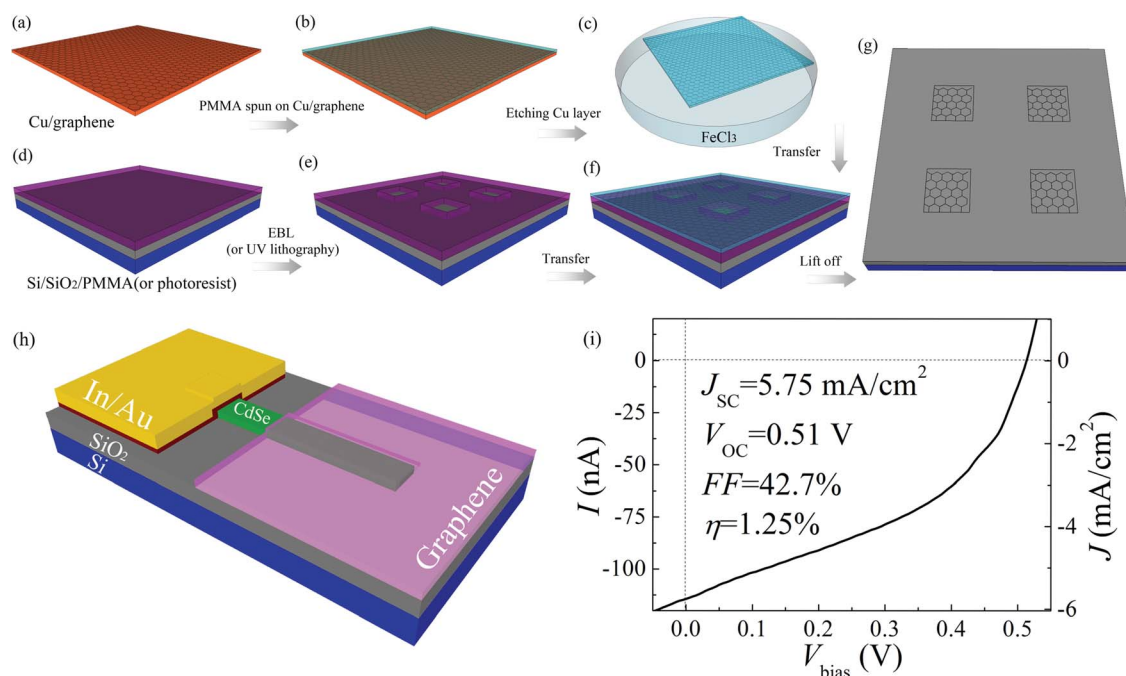 (a)
(b)
(c)
(g)
Cu/graphene
PMMA spun on Cu/graphene
Etching Cu layer
FeCl3
Transfer
(d)
(e)
(f)
EBL
(or UV lithography)
Transfer
Lift off
Si/SiO2/PMMA(or photoresist)
(h)
In/Au
CdSe
SiO2
Si
Graphene
(i)
JSC=5.75 mA/cm2
VOC=0.51 V
FF=42.7%
η=1.25%
I (nA)
0
-25
-50
-75
-100
0
-2
-4
-6
J (mA/cm2)
0.0 0.1 0.2 0.3 0.4 0.5
Vbias (V)